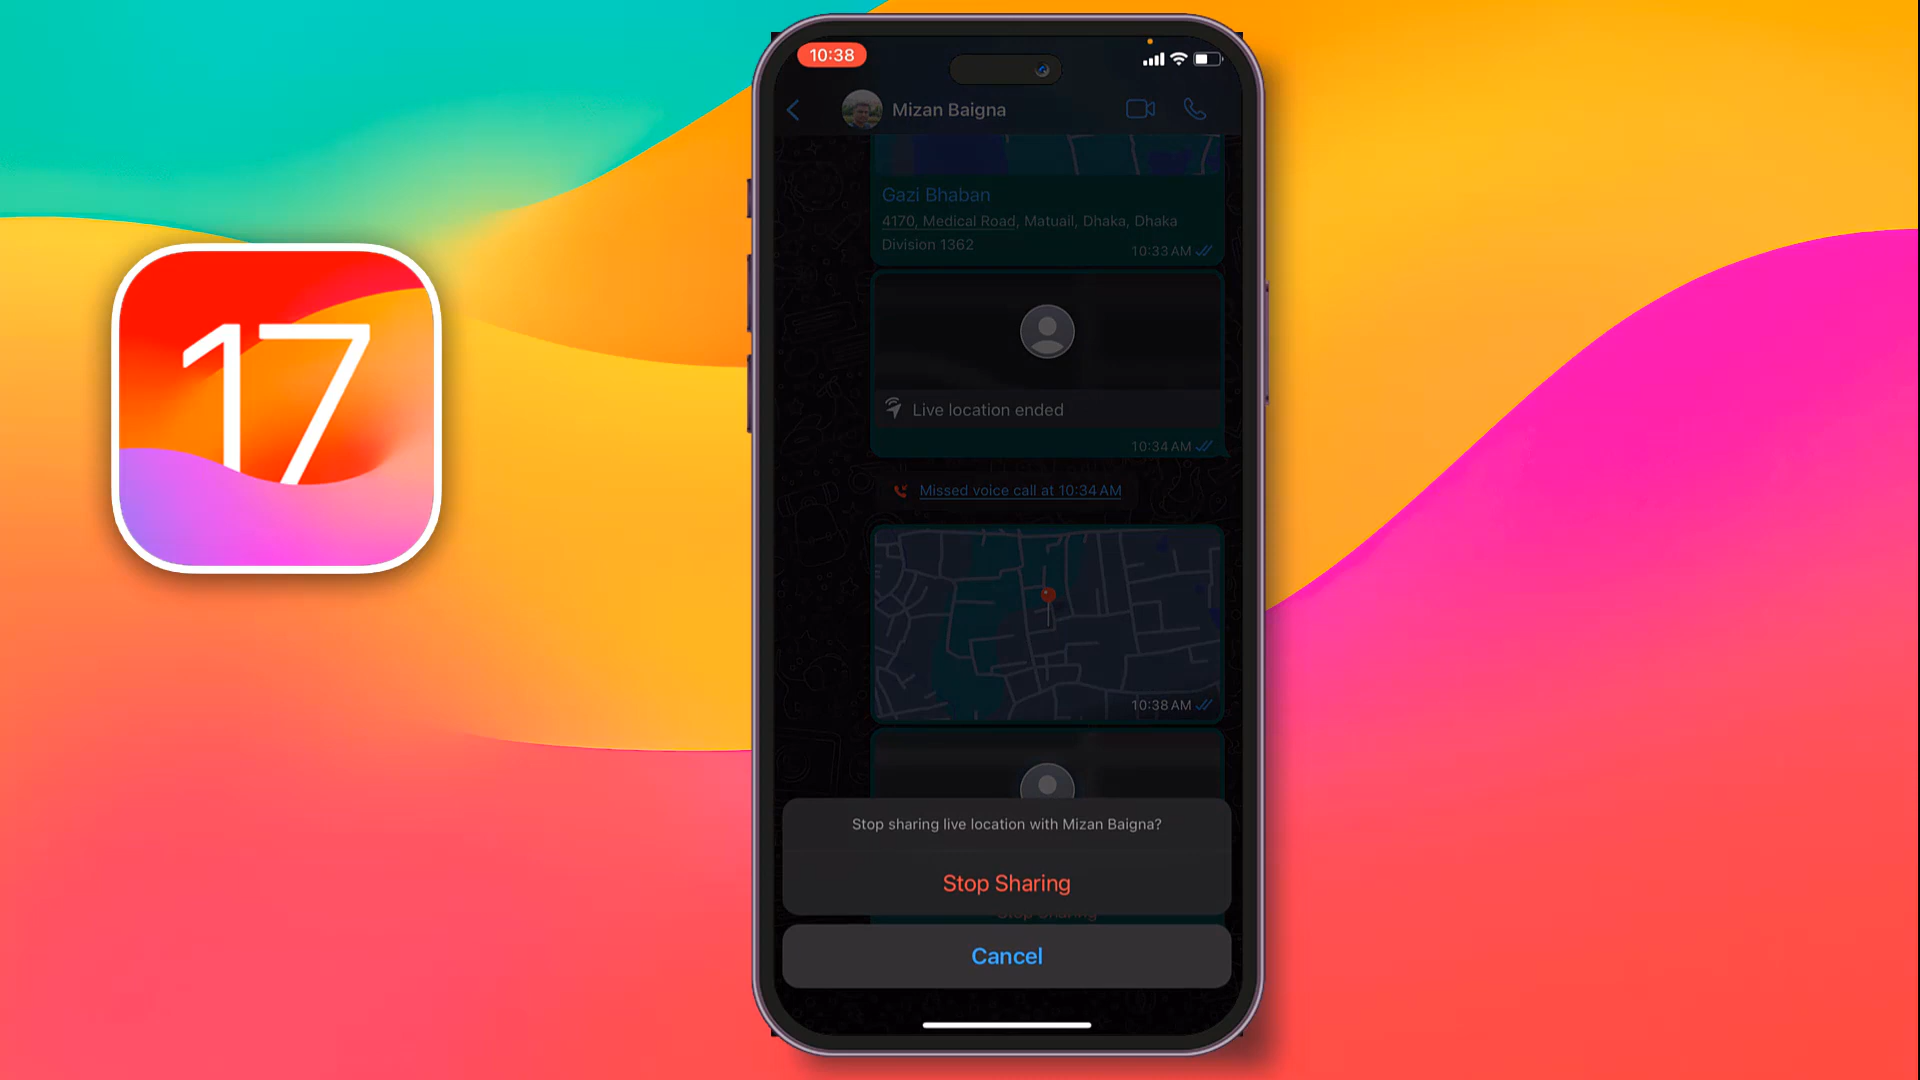 17
10:38
Mizan Baigna
Gazi Bhaban
4170, Medical Road, Matuail, Dhaka, Dhaka
Division 1362
10:33 AM
Live location ended
10:34 AM
Missed voice call at 10:34 AM
10:38 AM
Stop sharing live location with Mizan Baigna?
Stop Sharing
Stop Sharing
Cancel